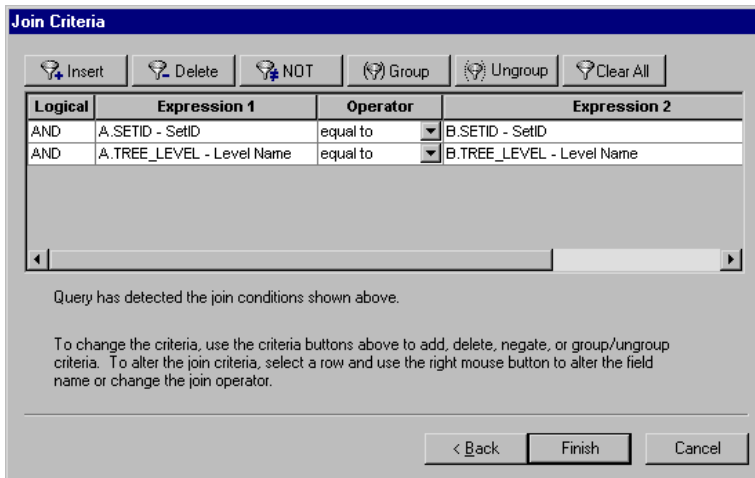 Join Criteria
Insert Delete NOT Group Ungroup Clear All
Logical Expression 1 Operator Expression 2
AND A.SETID - SetID equal to B.SETID - SetID
AND A.TREE_LEVEL - Level Name equal to B.TREE_LEVEL - Level Name
Query has detected the join conditions shown above.
To change the criteria, use the criteria buttons above to add, delete, negate, or group/ungroup
criteria. To alter the join criteria, select a row and use the right mouse button to alter the field
name or change the join operator.
< Back Finish Cancel